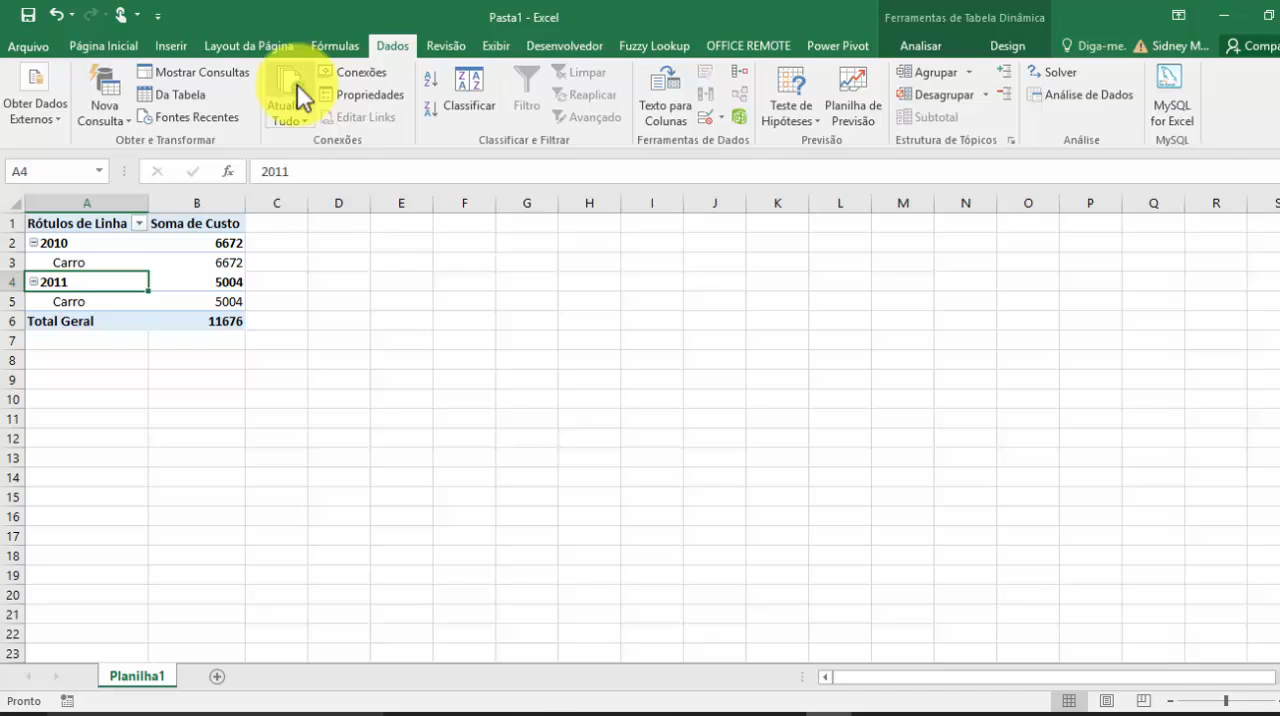 Pasta1 - Excel
Ferramentas de Tabela Dinâmica
Arquivo Página Inicial Inserir Layout da Página Fórmulas Dados Revisão Exibir Desenvolvedor Fuzzy Lookup OFFICE REMOTE Power Pivot Analisar Design Diga-me. Sidney M...
Obter Dados Externos
Nova Consulta
Mostrar Consultas
Da Tabela
Fontes Recentes
Obter e Transformar
Tudo
Conexões
Propriedades
Editar Links
Conexões
Classificar
Filtro
Limpar
Reaplicar
Avançado
Classificar e Filtrar
Texto para Colunas
Ferramentas de Dados
Teste de Hipóteses
Planilha de Previsão
Previsão
Agrupar
Desagrupar
Subtotal
Estrutura de Tópicos
Solver
Análise de Dados
Análise
MySQL for Excel
MySQL
A4 fx 2011
A B C D E F G H I J K L M N O P Q R S
1 Rótulos de Linha Soma de Custo
2 2010 6672
3 Carro 6672
4 2011 5004
5 Carro 5004
6 Total Geral 11676
7
8
9
10
11
12
13
14
15
16
17
18
19
20
21
22
23
Planilha1
Pronto